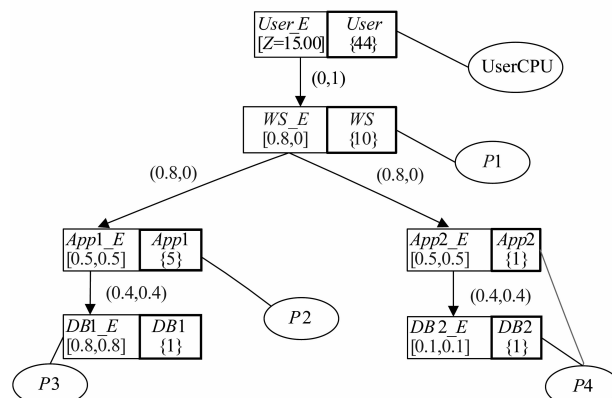 User_E User
[Z=15.00] {44}
UserCPU
(0,1)
WS_E WS
[0.8,0] {10}
P1
(0.8,0) (0.8,0)
App1_E App1
[0.5,0.5] {5}
App2_E App2
[0.5,0.5] {1}
(0.4,0.4) (0.4,0.4)
P2
DB1_E DB1
[0.8,0.8] {1}
DB2_E DB2
[0.1,0.1] {1}
P3 P4